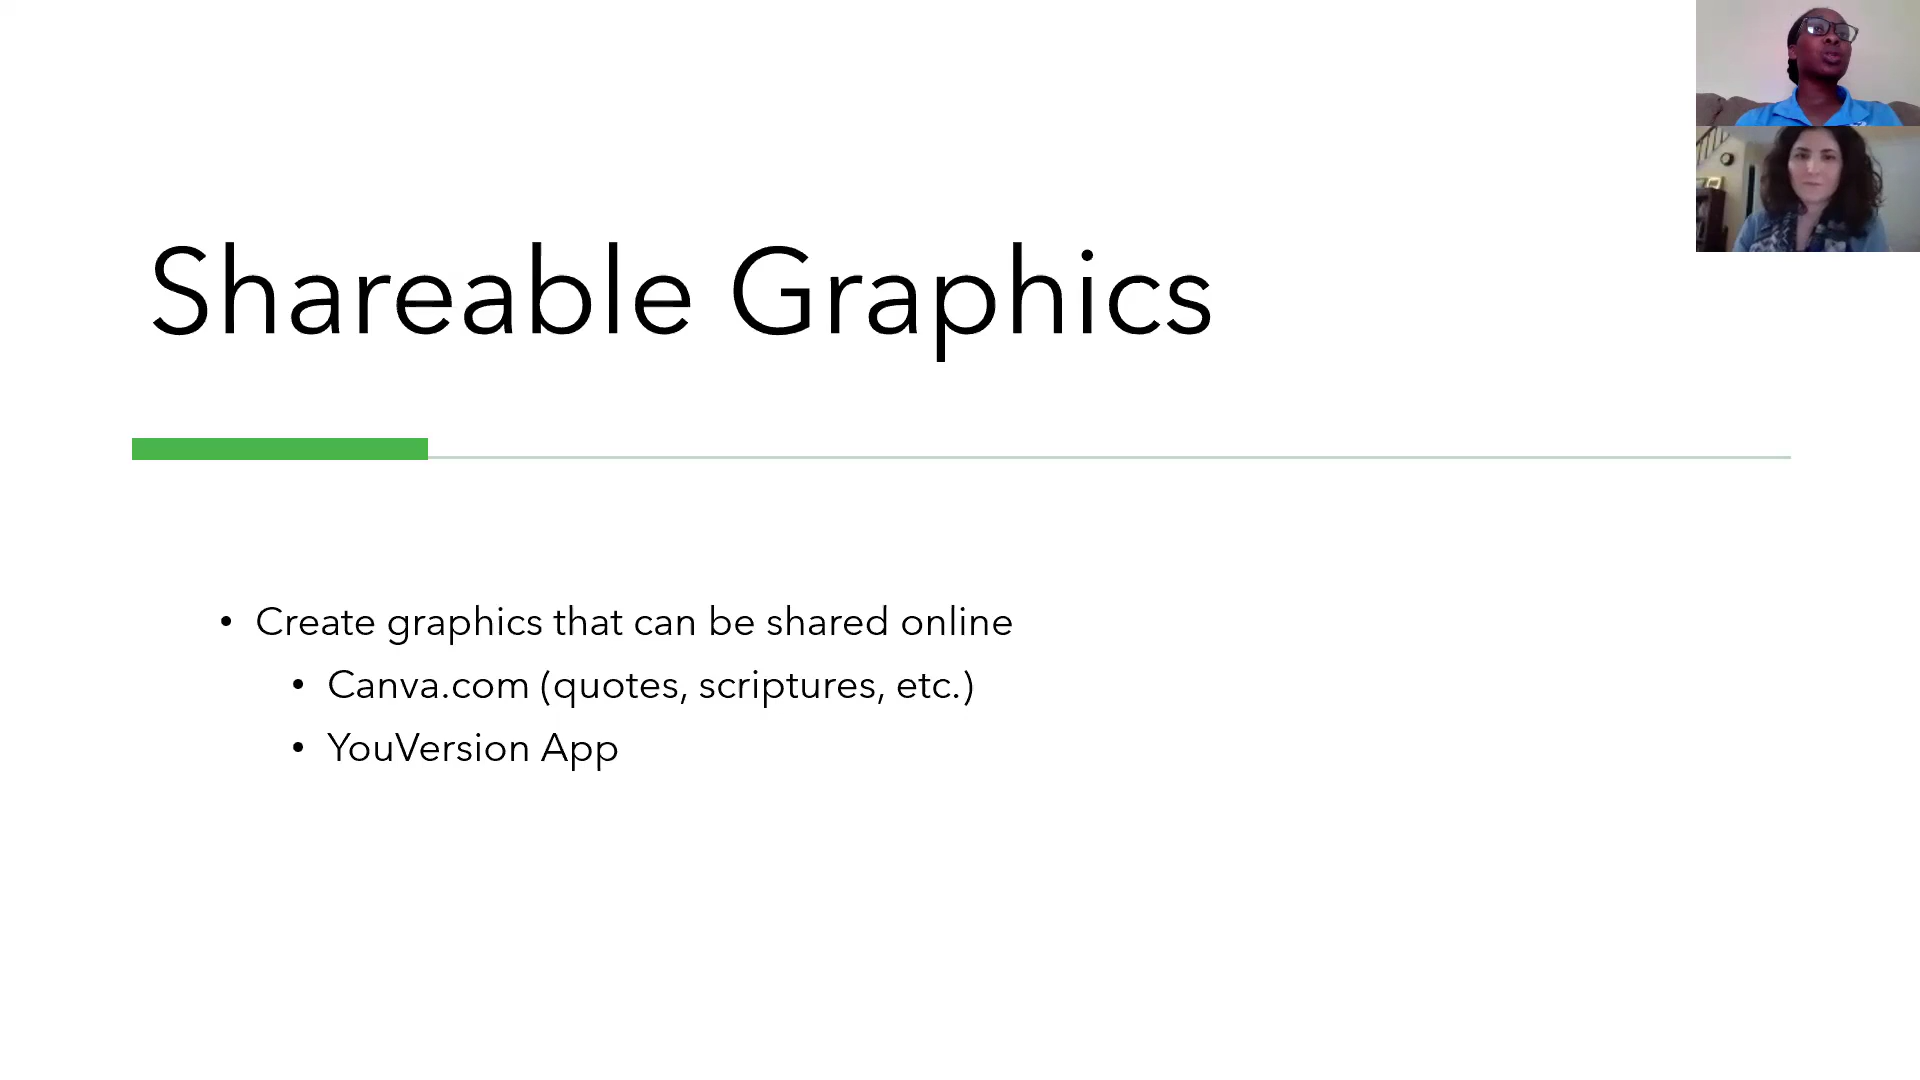 Shareable Graphics
• Create graphics that can be shared online
• Canva.com (quotes, scriptures, etc.)
• YouVersion App